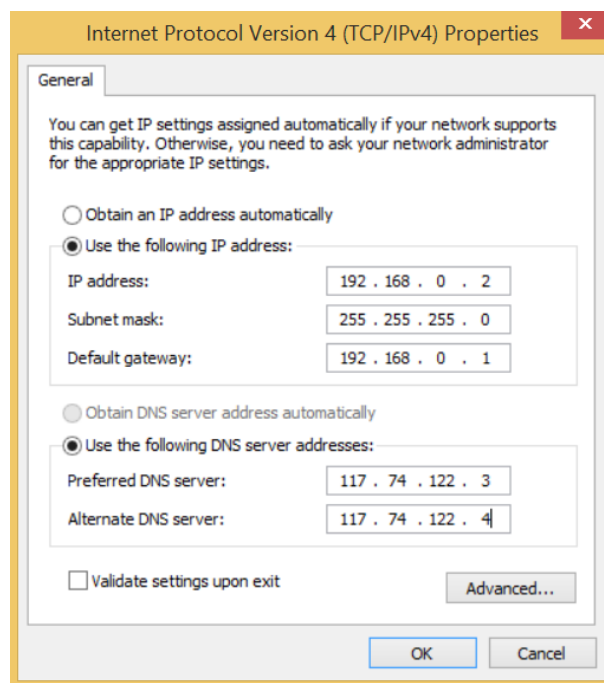 Internet Protocol Version 4 (TCP/IPv4) Properties
General
You can get IP settings assigned automatically if your network supports
this capability. Otherwise, you need to ask your network administrator
for the appropriate IP settings.
Obtain an IP address automatically
Use the following IP address:
IP address: 192 . 168 . 0 . 2
Subnet mask: 255 . 255 . 255 . 0
Default gateway: 192 . 168 . 0 . 1
Obtain DNS server address automatically
Use the following DNS server addresses:
Preferred DNS server: 117 . 74 . 122 . 3
Alternate DNS server: 117 . 74 . 122 . 4
Validate settings upon exit
Advanced...
OK Cancel